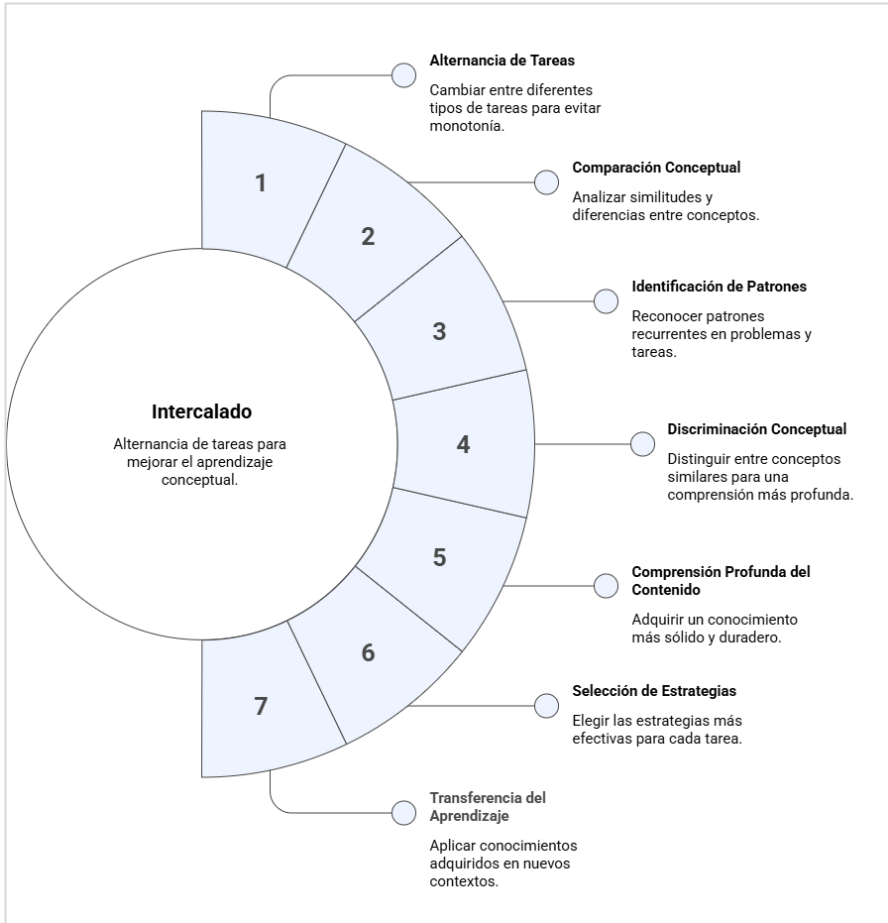 Alternancia de Tareas
Cambiar entre diferentes
tipos de tareas para evitar
monotonía.
1
Comparación Conceptual
Analizar similitudes y
diferencias entre conceptos.
2
Identificación de Patrones
Reconocer patrones
recurrentes en problemas y
tareas.
3
Intercalado
Alternancia de tareas para
mejorar el aprendizaje
conceptual.
4
Discriminación Conceptual
Distinguir entre conceptos
similares para una
comprensión más profunda.
5
Comprensión Profunda del
Contenido
Adquirir un conocimiento
más sólido y duradero.
6
Selección de Estrategias
Elegir las estrategias más
efectivas para cada tarea.
7
Transferencia del
Aprendizaje
Aplicar conocimientos
adquiridos en nuevos
contextos.